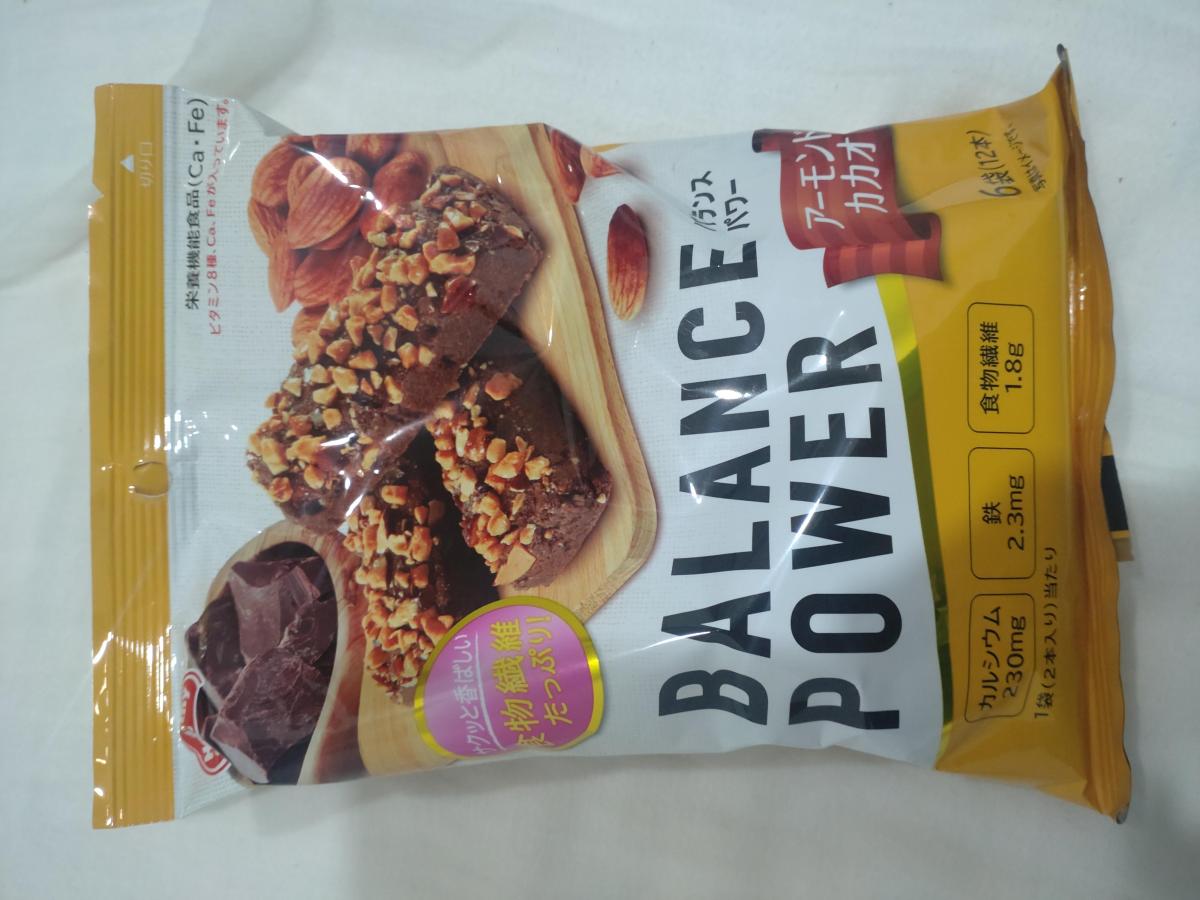 切り口
栄養機能食品(Ca・Fe)
ビタミン8種、Ca、Feが入っています。
サクッと香ばしい
食物繊維
たっぷり!
BALANCE
POWER
バランス
パワー
アーモンド
カカオ
6袋(12本)
カルシウム
230mg
鉄
2.3mg
食物繊維
1.8g
1袋(2本入り)当たり